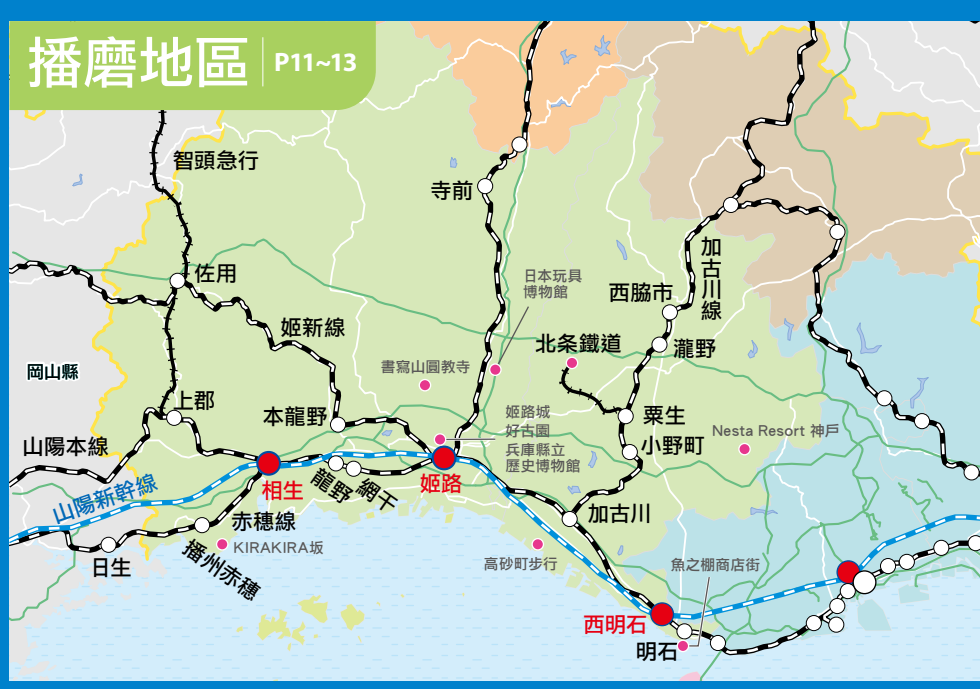 播磨地區
P11~13
智頭急行
寺前
佐用
日本玩具
博物館
加古川線
西脇市
姬新線
北条鐵道
瀧野
書寫山圓教寺
岡山縣
上郡
本龍野
姬路城
好古園
兵庫縣立
歷史博物館
粟生
Nesta Resort 神戶
小野町
山陽本線
山陽新幹線
相生
龍野
網干
姬路
加古川
赤穗線
播州赤穗
KIRAKIRA坂
日生
高砂町步行
魚之棚商店街
西明石
明石